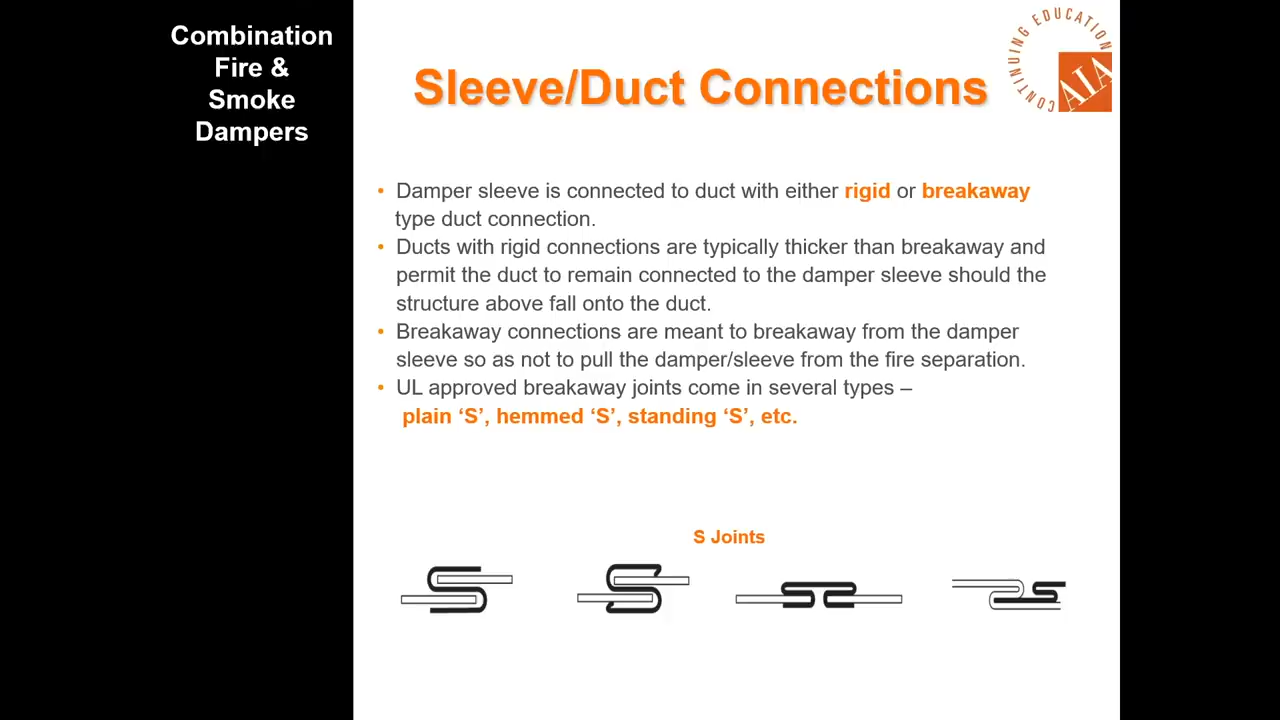 Combination
Fire &
Smoke
Dampers
Sleeve/Duct Connections
CONTINUING EDUCATION
AIA
• Damper sleeve is connected to duct with either rigid or breakaway
type duct connection.
• Ducts with rigid connections are typically thicker than breakaway and
permit the duct to remain connected to the damper sleeve should the
structure above fall onto the duct.
• Breakaway connections are meant to breakaway from the damper
sleeve so as not to pull the damper/sleeve from the fire separation.
• UL approved breakaway joints come in several types –
plain ‘S’, hemmed ‘S’, standing ‘S’, etc.
S Joints